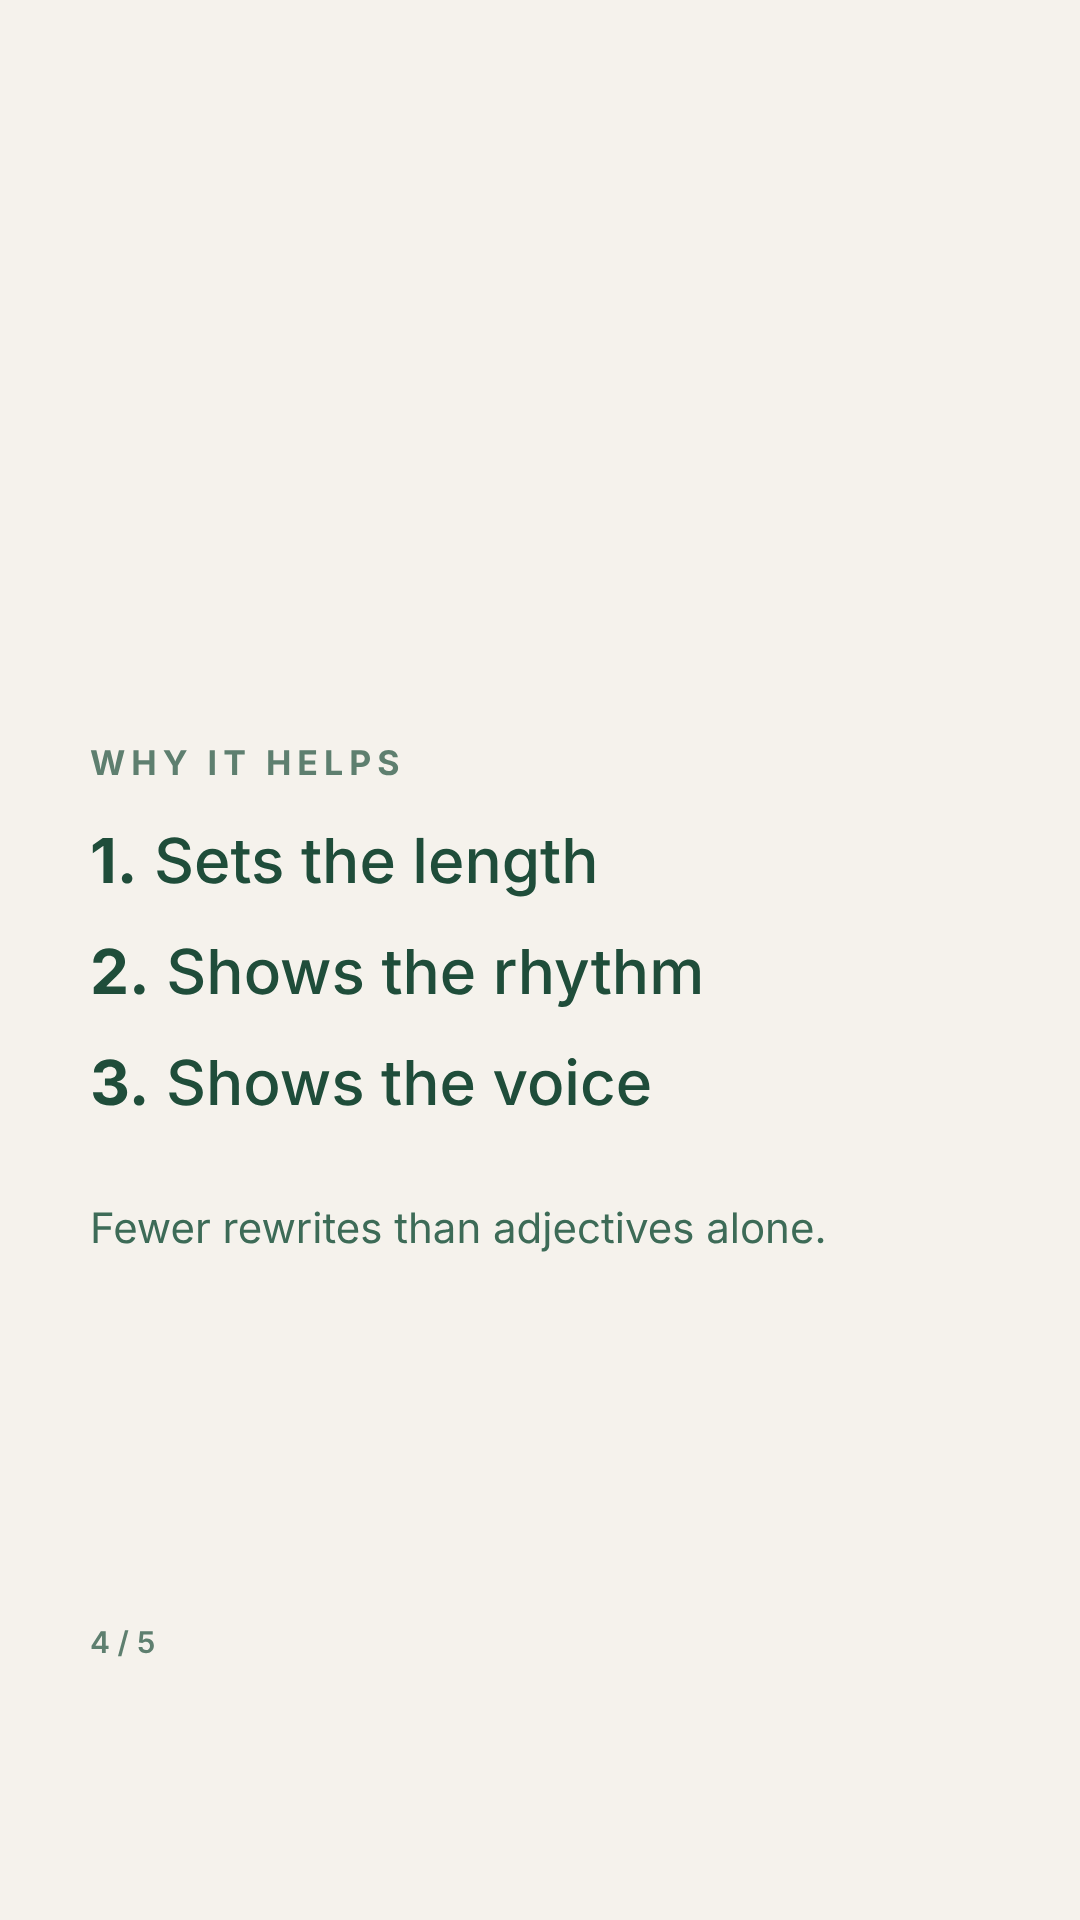 WHY IT HELPS
1. Sets the length
2. Shows the rhythm
3. Shows the voice
Fewer rewrites than adjectives alone.
4 / 5